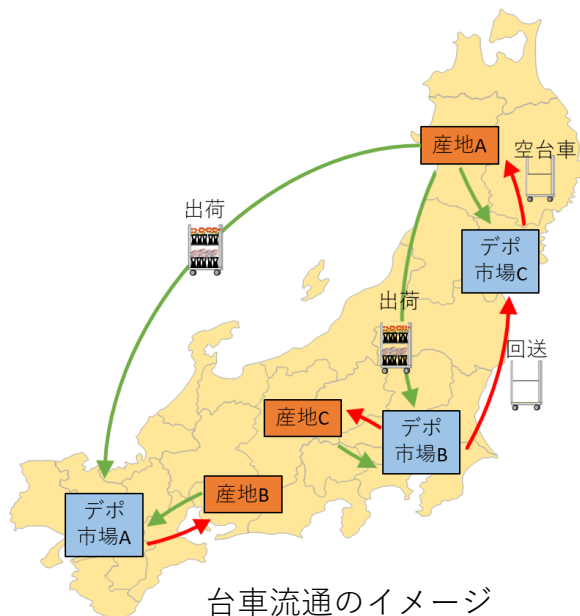 産地A
空台車
出荷
デポ
市場C
出荷
回送
産地C
デポ
市場B
産地B
デポ
市場A
台車流通のイメージ